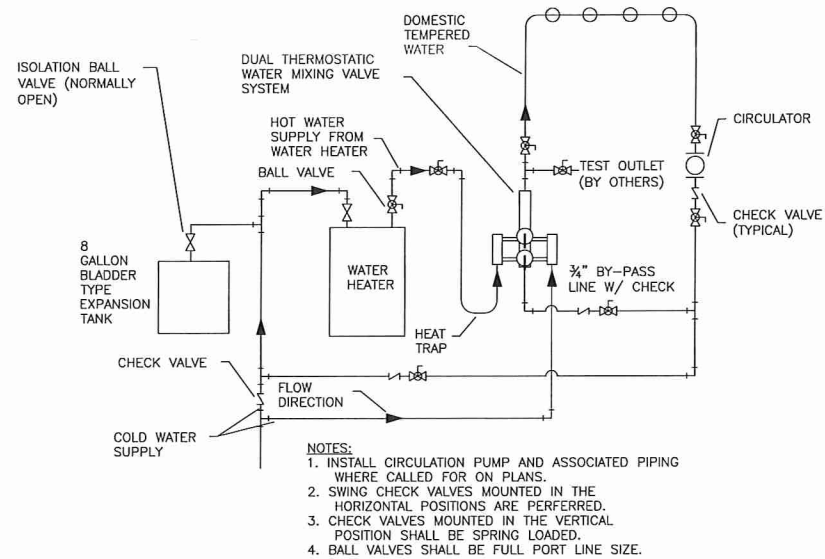 DOMESTIC
TEMPERED
WATER
DUAL THERMOSTATIC
WATER MIXING VALVE
SYSTEM
ISOLATION BALL
VALVE (NORMALLY
OPEN)
HOT WATER
SUPPLY FROM
WATER HEATER
BALL VALVE
CIRCULATOR
TEST OUTLET
(BY OTHERS)
CHECK VALVE
(TYPICAL)
8
GALLON
BLADDER
TYPE
EXPANSION
TANK
WATER
HEATER
¾" BY-PASS
LINE W/ CHECK
HEAT
TRAP
CHECK VALVE
FLOW
DIRECTION
COLD WATER
SUPPLY
NOTES:
1. INSTALL CIRCULATION PUMP AND ASSOCIATED PIPING
WHERE CALLED FOR ON PLANS.
2. SWING CHECK VALVES MOUNTED IN THE
HORIZONTAL POSITIONS ARE PERFERRED.
3. CHECK VALVES MOUNTED IN THE VERTICAL
POSITION SHALL BE SPRING LOADED.
4. BALL VALVES SHALL BE FULL PORT LINE SIZE.